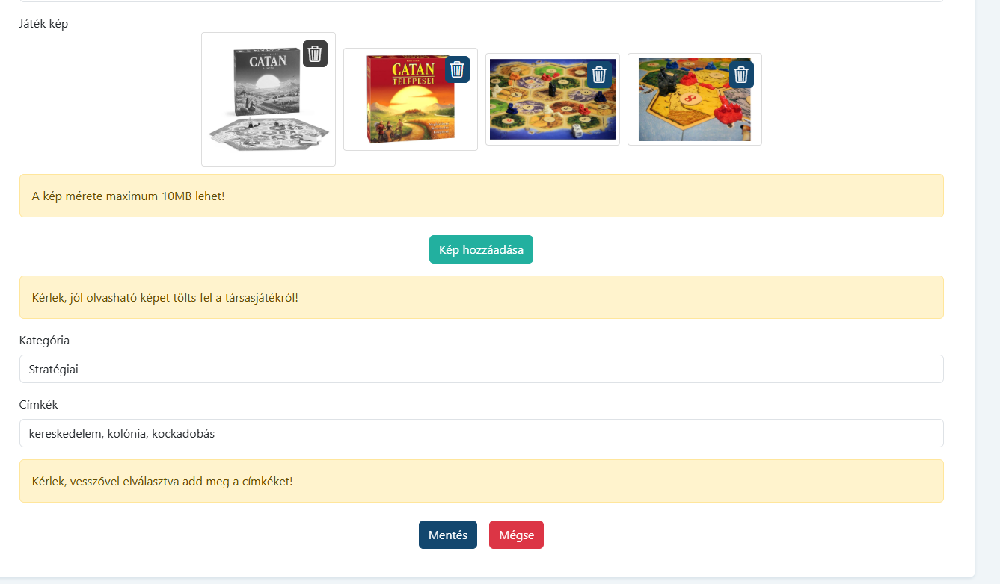 Játék kép
CATAN
CATAN
TELEPESEI
8
A kép mérete maximum 10MB lehet!
Kép hozzáadása
Kérlek, jól olvasható képet tölts fel a társasjátékról!
Kategória
Stratégiai
Címkék
kereskedelem, kolónia, kockadobás
Kérlek, vesszővel elválasztva add meg a címkéket!
Mentés
Mégse